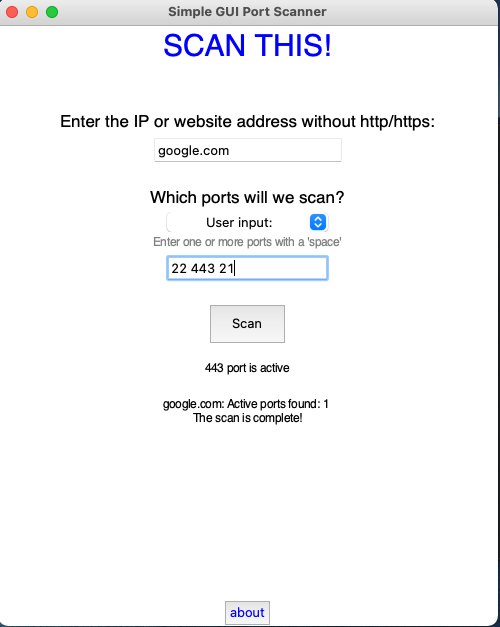 Simple GUI Port Scanner
SCAN THIS!
Enter the IP or website address without http/https:
google.com
Which ports will we scan?
User input:
Enter one or more ports with a 'space'
22 443 21
Scan
443 port is active
google.com: Active ports found: 1
The scan is complete!
about